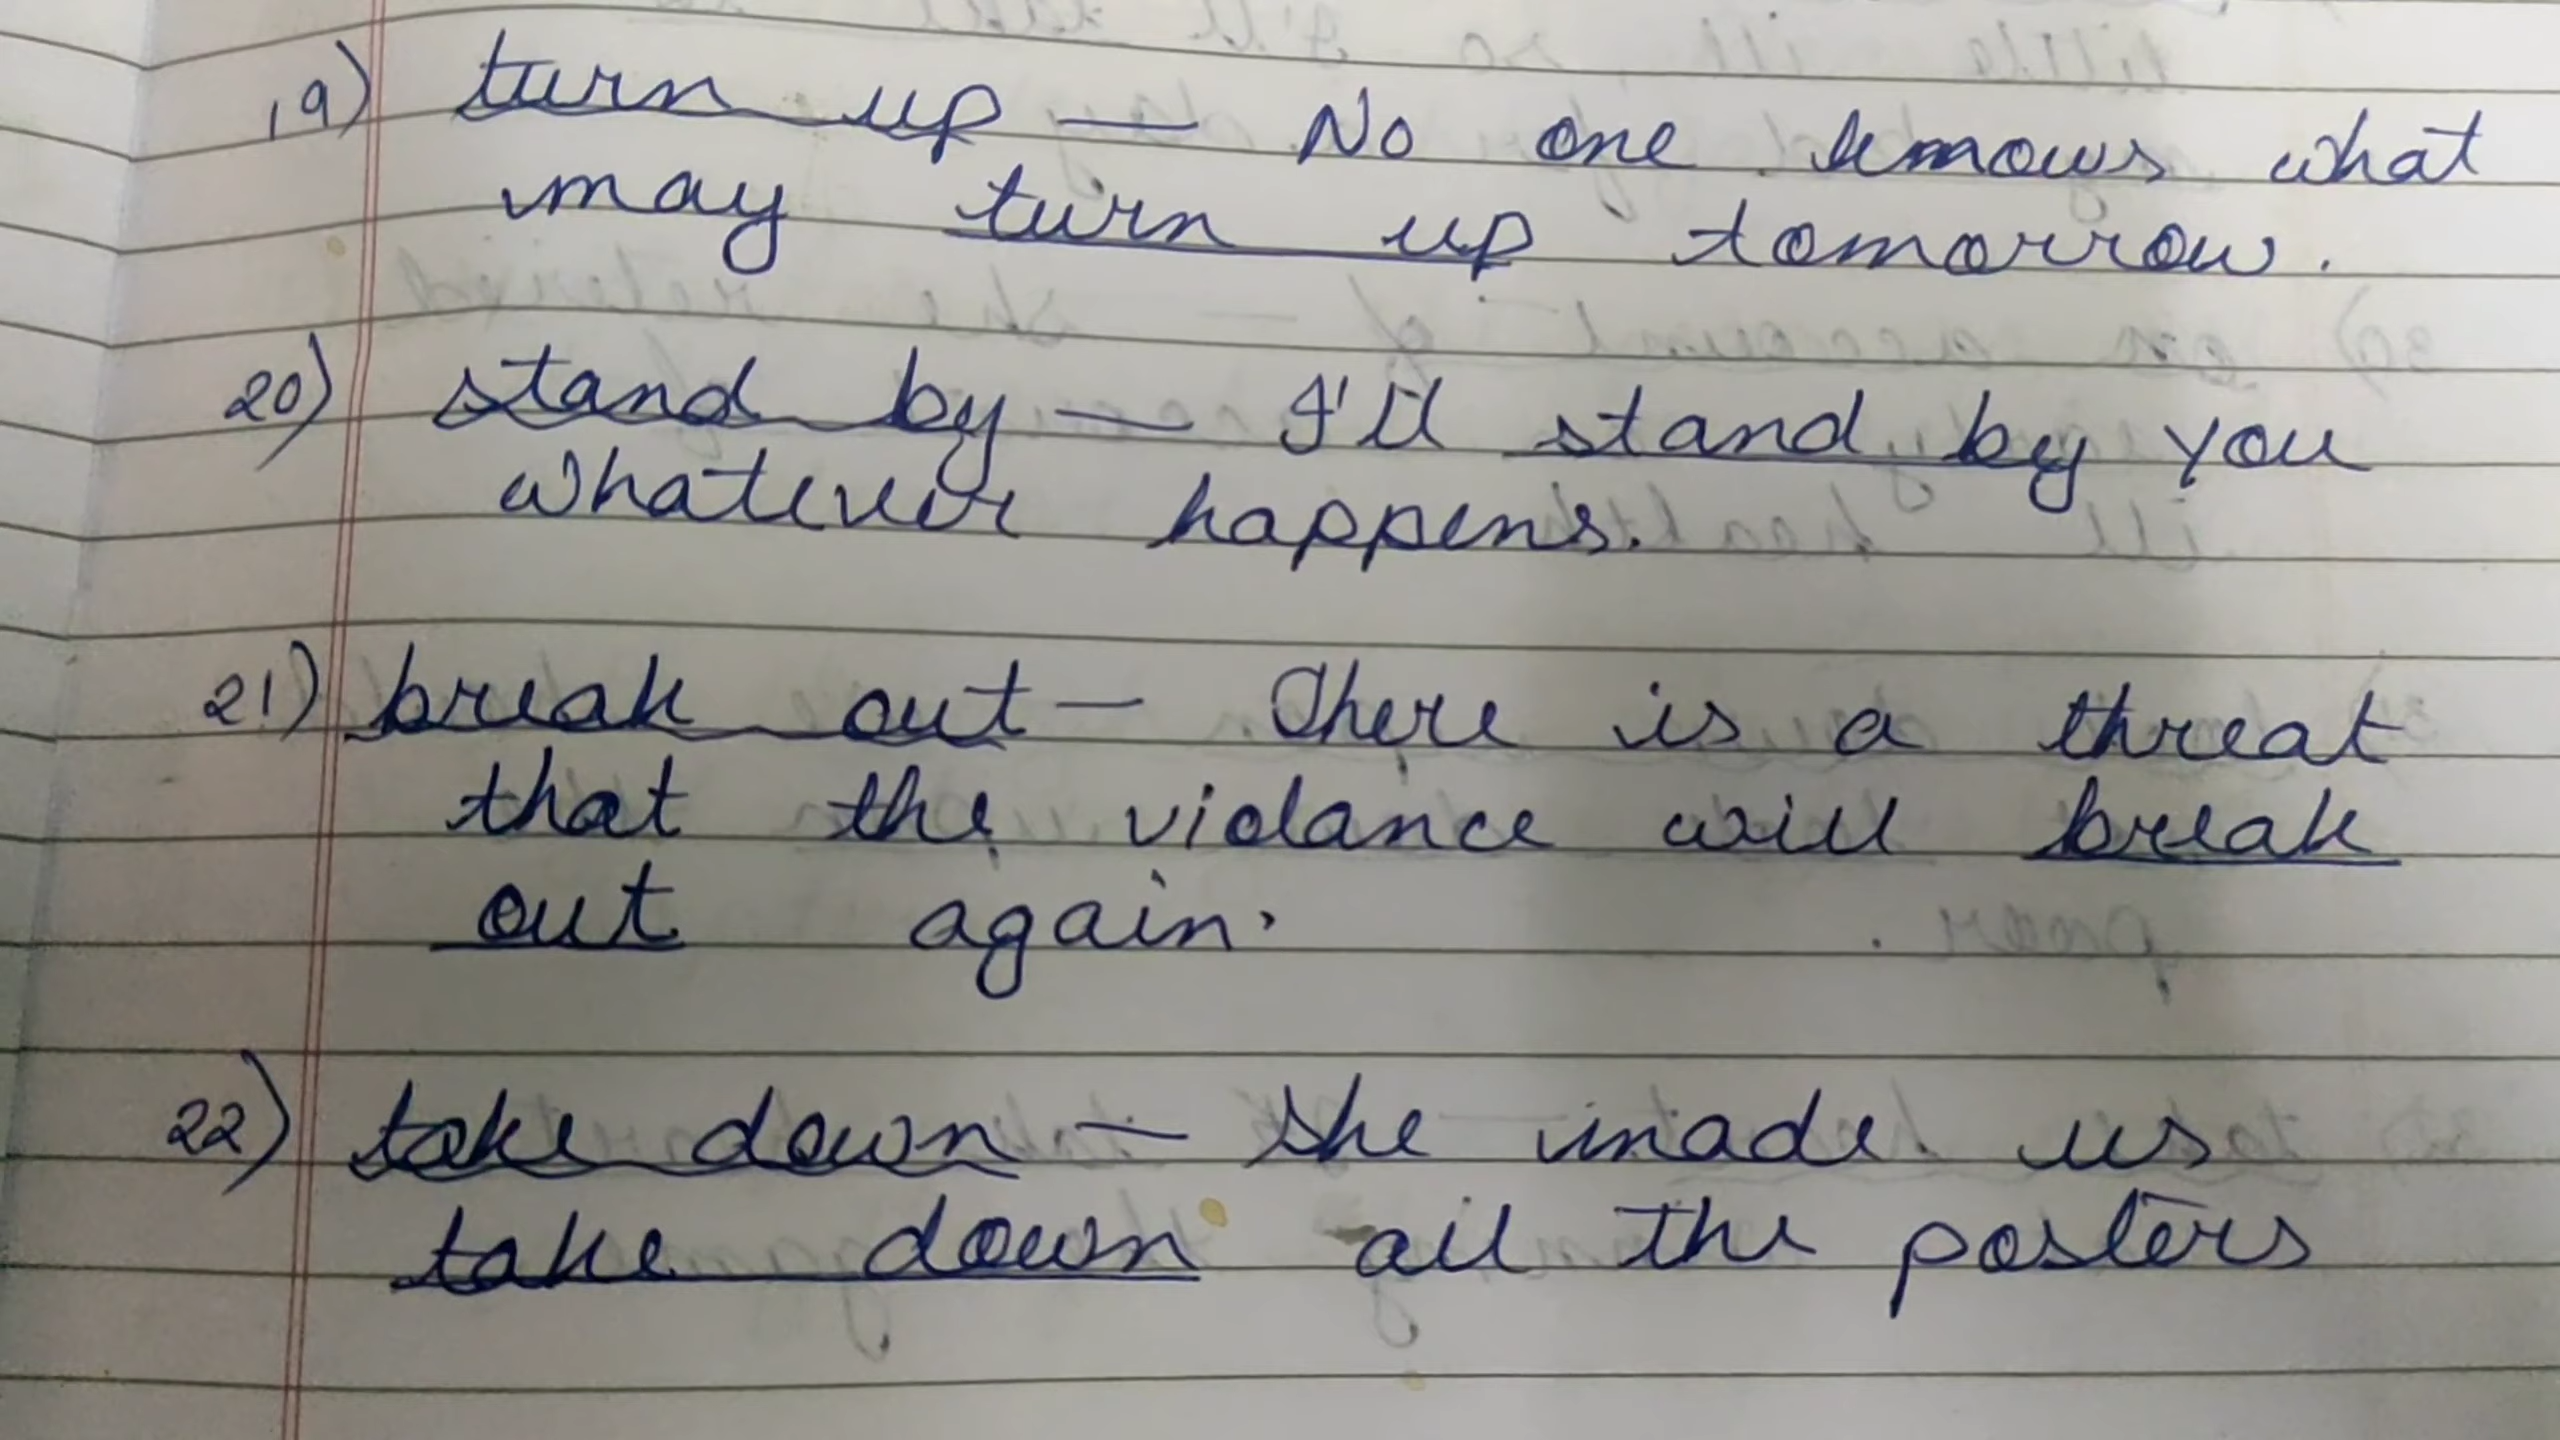 19) turn up — No one knows what
may turn up tomorrow.
20) stand by — I'll stand by you
whatever happens.
21) break out — There is a threat
that the violance will break
out again.
22) take down — She made us
take down all the posters